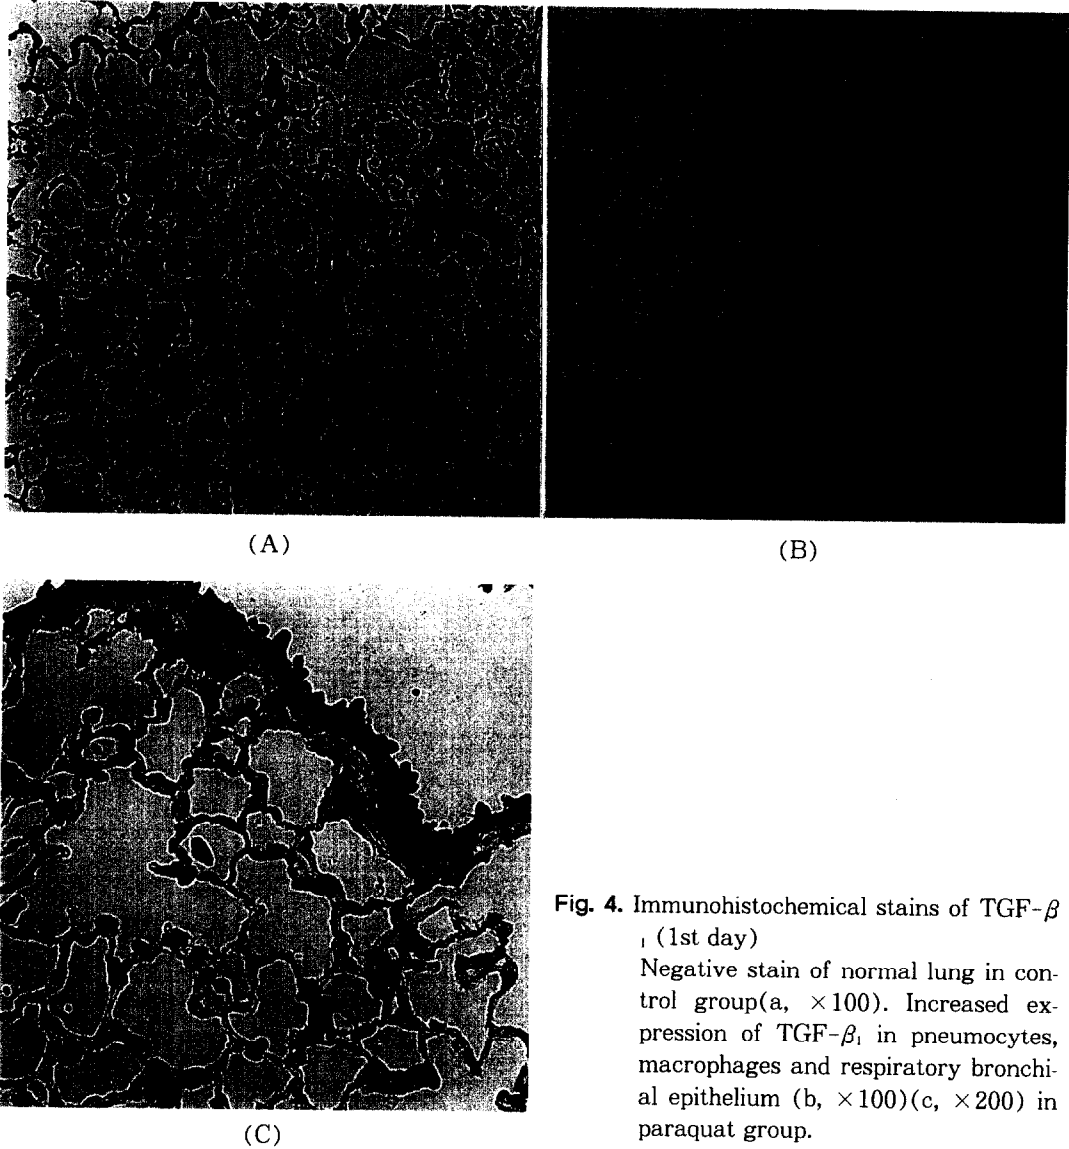 (A)
(B)
(C)
Fig. 4. Immunohistochemical stains of TGF-β
₁ (1st day)
Negative stain of normal lung in con-
trol group(a, ×100). Increased ex-
pression of TGF-β₁ in pneumocytes,
macrophages and respiratory bronchi-
al epithelium (b, ×100)(c, ×200) in
paraquat group.